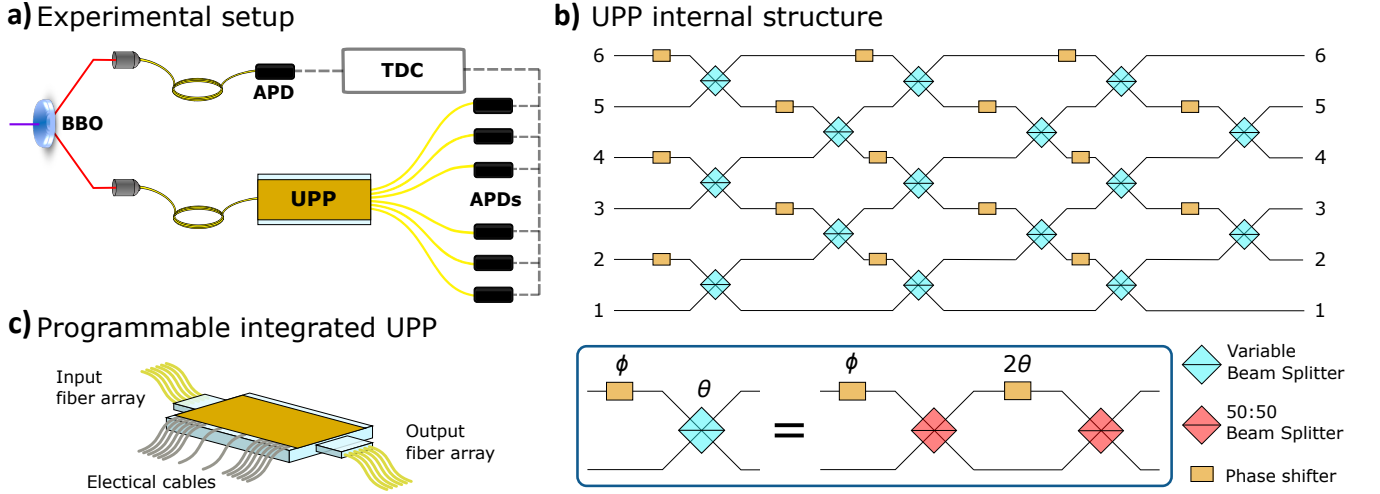 a) Experimental setup
BBO
APD
TDC
UPP
APDs
b) UPP internal structure
6
5
4
3
2
1
6
5
4
3
2
1
c) Programmable integrated UPP
Input
fiber array
Output
fiber array
Electical cables
ϕ
θ
=
ϕ
2θ
Variable
Beam Splitter
50:50
Beam Splitter
Phase shifter